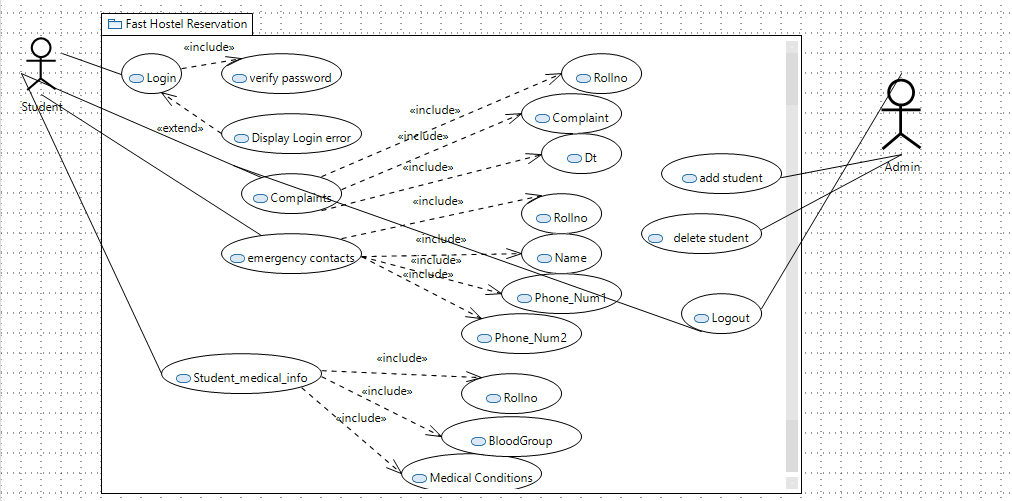 Fast Hostel Reservation
Student
Admin
Login
«include»
verify password
«extend»
Display Login error
Complaints
«include»
Rollno
«include»
Complaint
«include»
Dt
emergency contacts
«include»
Rollno
«include»
Name
«include»
Phone_Num1
«include»
Phone_Num2
add student
delete student
Logout
Student_medical_info
«include»
Rollno
«include»
BloodGroup
«include»
Medical Conditions